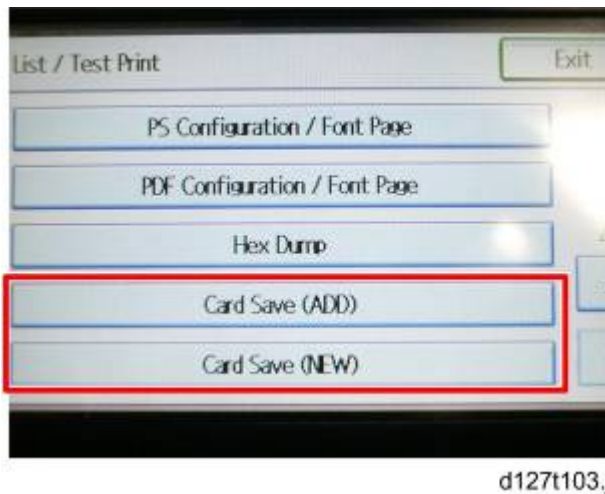 List / Test Print
Exit
PS Configuration / Font Page
PDF Configuration / Font Page
Hex Dump
Card Save (ADD)
Card Save (NEW)
d127t103.